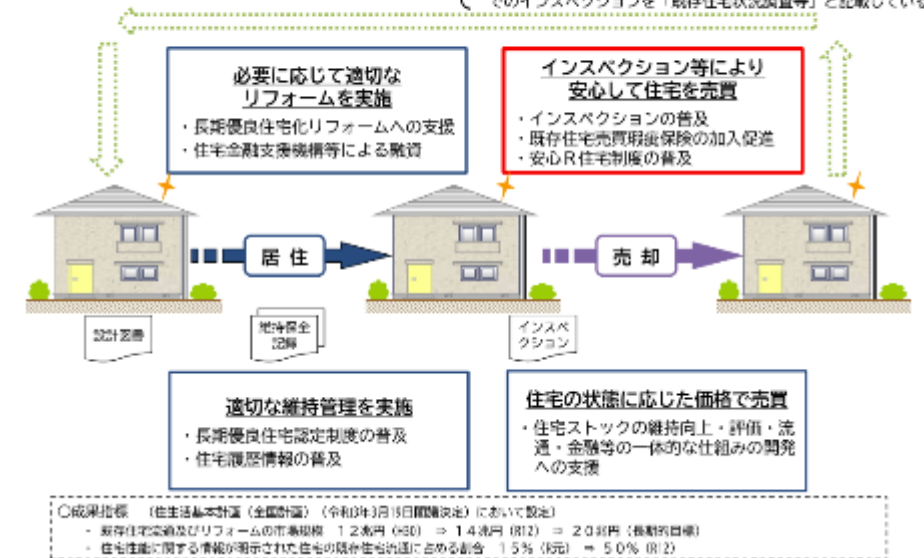 でのインスペクションを「既存住宅状況調査等」と記載している
必要に応じて適切な
リフォームを実施
・長期優良住宅化リフォームへの支援
・住宅金融支援機構等による融資
インスペクション等により
安心して住宅を売買
・インスペクションの普及
・既存住宅売買瑕疵保険の加入促進
・安心R住宅制度の普及
居 住
売 却
設計図書
維持保全
記録
インスペ
クション
適切な維持管理を実施
・長期優良住宅認定制度の普及
・住宅履歴情報の普及
住宅の状態に応じた価格で売買
・住宅ストックの維持向上・評価・流
通・金融等の一体的な仕組みの開発
への支援
〇成果指標 (住生活基本計画(全国計画)(令和3年3月19日閣議決定)において設定)
- 既存住宅流通及びリフォームの市場規模 12兆円 (H30) ⇒ 14兆円 (R12) ⇒ 20兆円 (長期的目標)
- 住宅性能に関する情報が明示された住宅の既存住宅流通に占める割合 15% (R元) ⇒ 50% (R12)